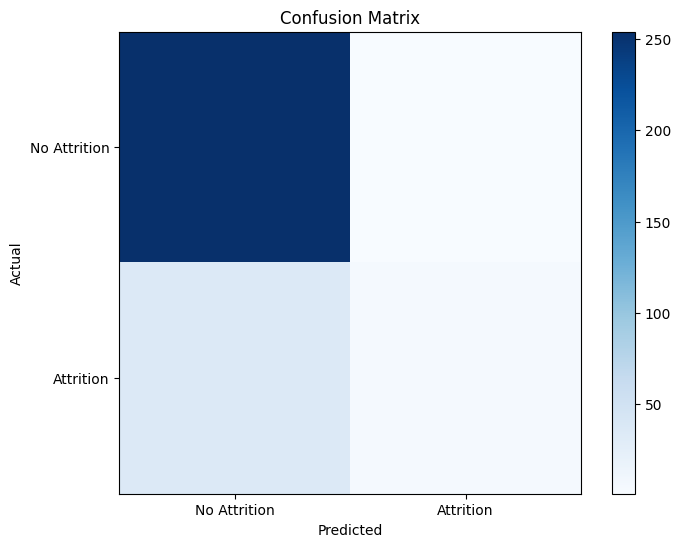 Confusion Matrix
Actual
No Attrition
Attrition
No Attrition
Attrition
Predicted
250
200
150
100
50